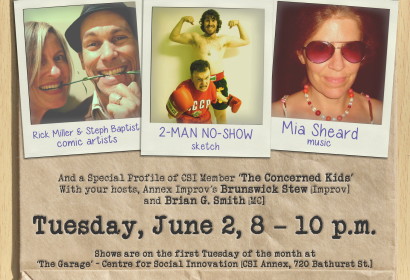 Rick Miller & Steph Baptist
comic artists
2-MAN NO-SHOW
sketch
Mia Sheard
music
CCCP
And a Special Profile of CSI Member 'The Concerned Kids'
With your hosts, Annex Improv's Brunswick Stew [Improv]
and Brian G. Smith [MC]
Tuesday, June 2, 8 – 10 p.m.
Shows are on the first Tuesday of the month at
'The Garage' - Centre for Social Innovation [CSI Annex, 720 Bathurst St.]